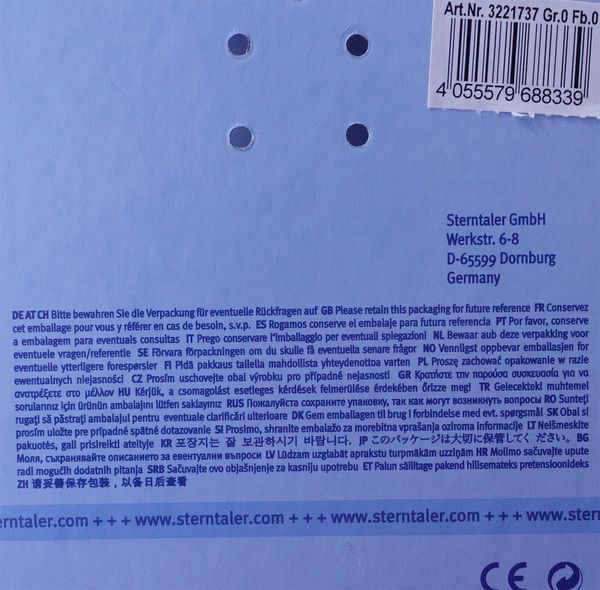 Art.Nr. 3221737 Gr.0 Fb.0
4 055579 688339
Sterntaler GmbH
Werkstr. 6-8
D-65599 Dornburg
Germany
DE AT CH Bitte bewahren Sie die Verpackung für eventuelle Rückfragen auf GB Please retain this packaging for future reference FR Conservez
cet emballage pour vous y référer en cas de besoin, s.v.p. ES Rogamos conserve el embalaje para futura referencia PT Por favor, conserve
a embalagem para eventuais consultas IT Prego conservare l'imballaggio per eventuali spiegazioni NL Bewaar aub deze verpakking voor
eventuele vragen/referentie SE Förvara förpackningen om du skulle få eventuella senare frågor NO Vennligst oppbevar emballasjen for
eventuelle ytterligere forespørsler FI Pidä pakkaus tallella mahdollista yhteydenottoa varten PL Proszę zachować opakowanie w razie
ewentualnych niejasności CZ Prosím uschovejte obal výrobku pro případné nejasnosti GR Κρατήστε την παρούσα συσκευασία για να
ανατρέξετε στο μέλλον HU Kérjük, a csomagolást esetleges kérdések felmerülése érdekében őrizze meg! TR Gelecekteki muhtemel
sorularınız için ürünün ambalajını lütfen saklayınız RUS Пожалуйста сохраните упаковку, так как могут возникнуть вопросы RO Sunteți
rugați să păstrați ambalajul pentru eventuale clarificări ulterioare DK Gem emballagen til brug i forbindelse med evt. spørgsmål SK Obal si
prosím uložte pre prípadné spätné dotazovanie SI Prosimo, shranite embalažo za morebitna vprašanja oziroma informacije LT Neišmeskite
pakuotės, gali prisireikti ateityje KR 포장지는 잘 보관하시기 바랍니다. JP このパッケージは大切に保管してください。 BG
Моля, съхранявайте описанието за евентуални въпроси LV Lūdzam uzglabāt aprakstu turpmākām uzziņām HR Molimo sačuvajte upute
radi mogućih dodatnih pitanja SRB Sačuvajte ovo objašnjenje za kasniju upotrebu ET Palun säilitage pakend hilisemateks pretensioonideks
ZH 请妥善保存包装，以备日后查看
erntaler.com + + + www.sterntaler.com + + + www.sterntaler.com + + + www.stern
CE